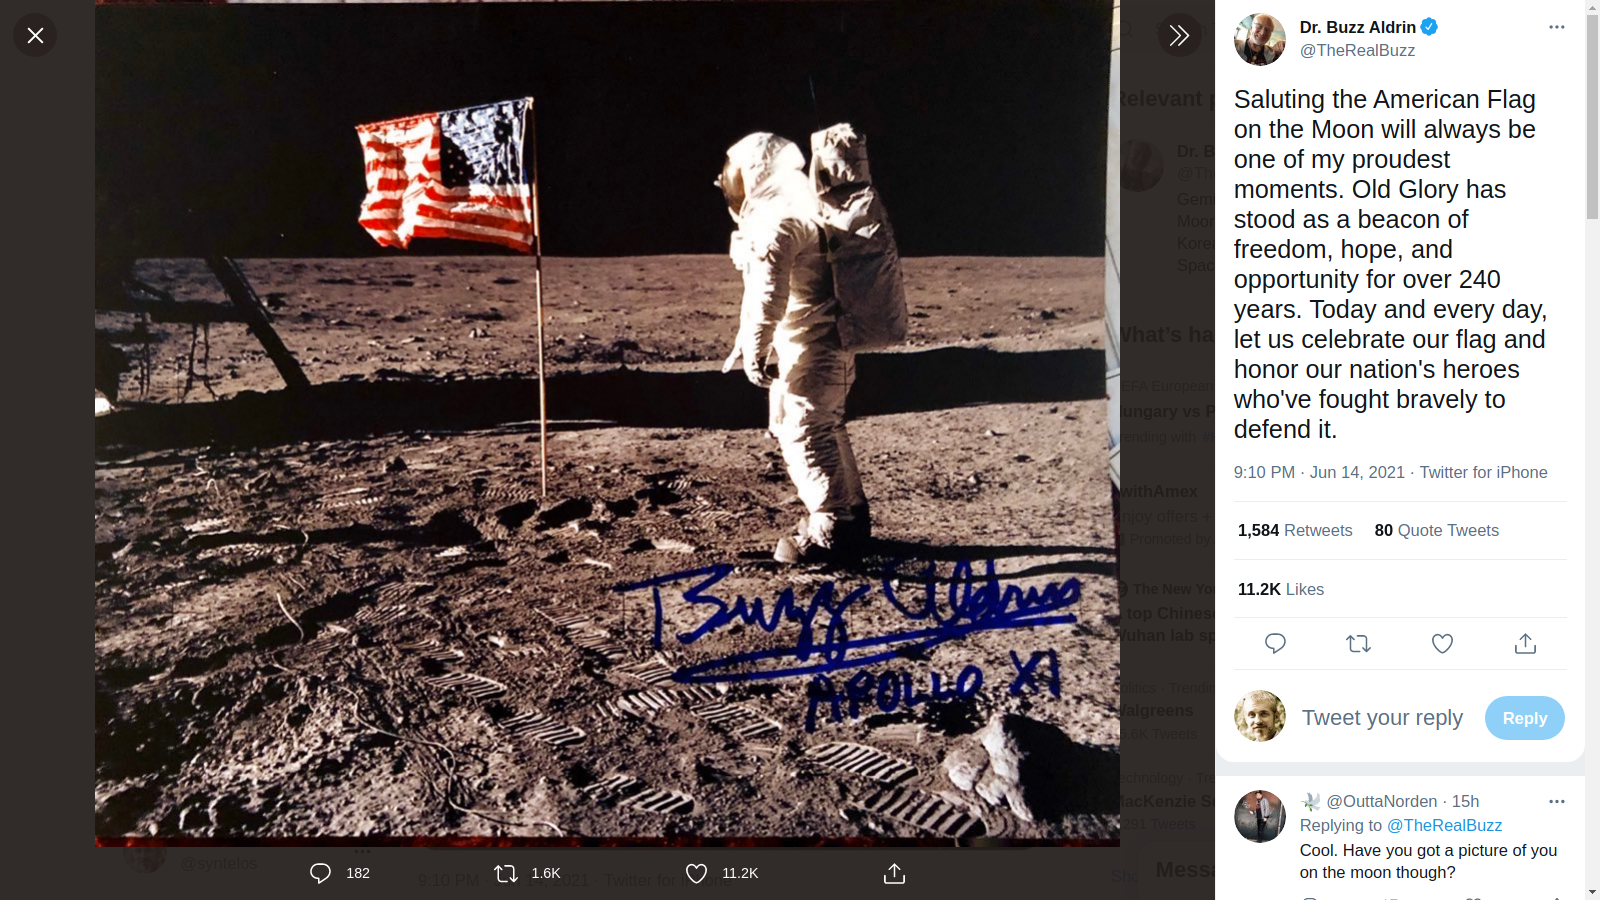 Buzz Aldrin
APOLLO XI
182
1.6K
11.2K
Dr. Buzz Aldrin
@TheRealBuzz
Saluting the American Flag
on the Moon will always be
one of my proudest
moments. Old Glory has
stood as a beacon of
freedom, hope, and
opportunity for over 240
years. Today and every day,
let us celebrate our flag and
honor our nation's heroes
who've fought bravely to
defend it.
9:10 PM · Jun 14, 2021 · Twitter for iPhone
1,584 Retweets 80 Quote Tweets
11.2K Likes
Tweet your reply
Reply
@OuttaNorden · 15h
Replying to @TheRealBuzz
Cool. Have you got a picture of you
on the moon though?